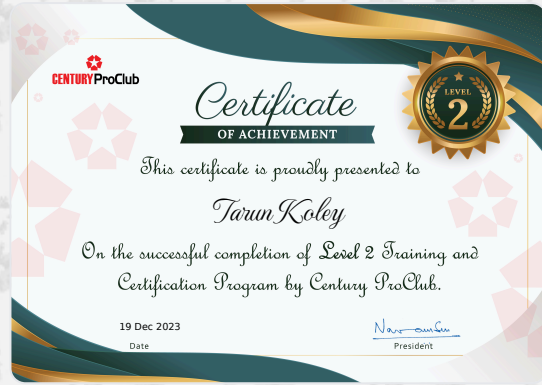 CENTURY ProClub
Certificate
OF ACHIEVEMENT
LEVEL
2
This certificate is proudly presented to
Tarun Koley
On the successful completion of Level 2 Training and
Certification Program by Century ProClub.
19 Dec 2023
Date
President